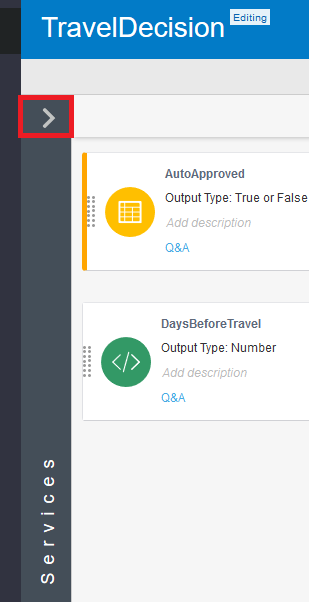 TravelDecision Editing
AutoApproved
Output Type: True or False
Add description
Q&A
DaysBeforeTravel
Output Type: Number
Add description
Q&A
Services